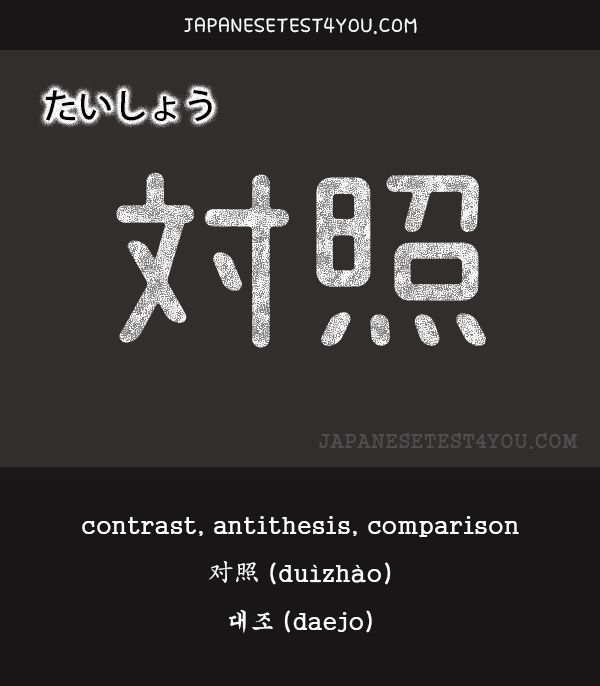 JAPANESETEST4YOU.COM
たいしょう
対照
JAPANESETEST4YOU.COM
contrast, antithesis, comparison
对照 (duìzhào)
대조 (daejo)